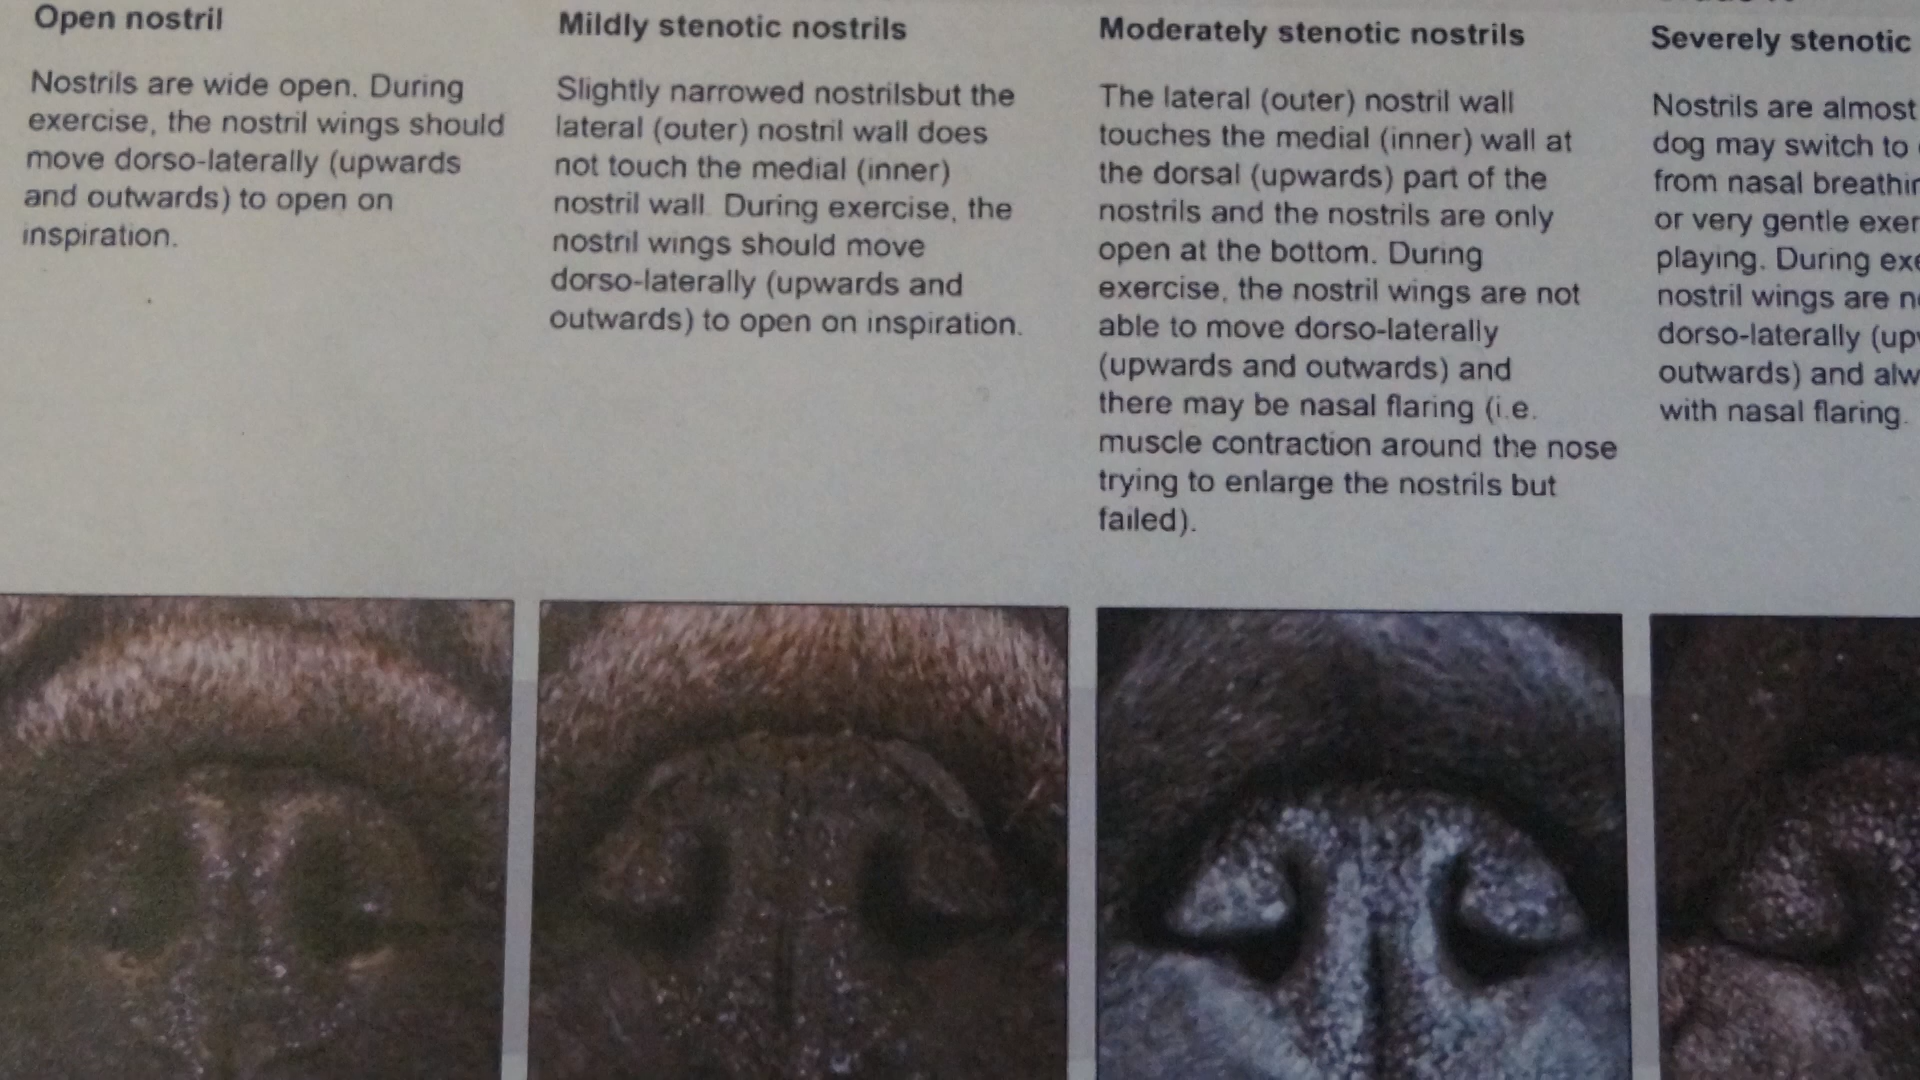 Open nostril
Nostrils are wide open. During
exercise, the nostril wings should
move dorso-laterally (upwards
and outwards) to open on
inspiration.
Mildly stenotic nostrils
Slightly narrowed nostrilsbut the
lateral (outer) nostril wall does
not touch the medial (inner)
nostril wall. During exercise, the
nostril wings should move
dorso-laterally (upwards and
outwards) to open on inspiration.
Moderately stenotic nostrils
The lateral (outer) nostril wall
touches the medial (inner) wall at
the dorsal (upwards) part of the
nostrils and the nostrils are only
open at the bottom. During
exercise, the nostril wings are not
able to move dorso-laterally
(upwards and outwards) and
there may be nasal flaring (i.e.
muscle contraction around the nose
trying to enlarge the nostrils but
failed).
Severely stenotic
Nostrils are almost
dog may switch to
from nasal
or very gentle
playing. During
nostril wings are
dorso-laterally
outwards) and
with nasal flaring.